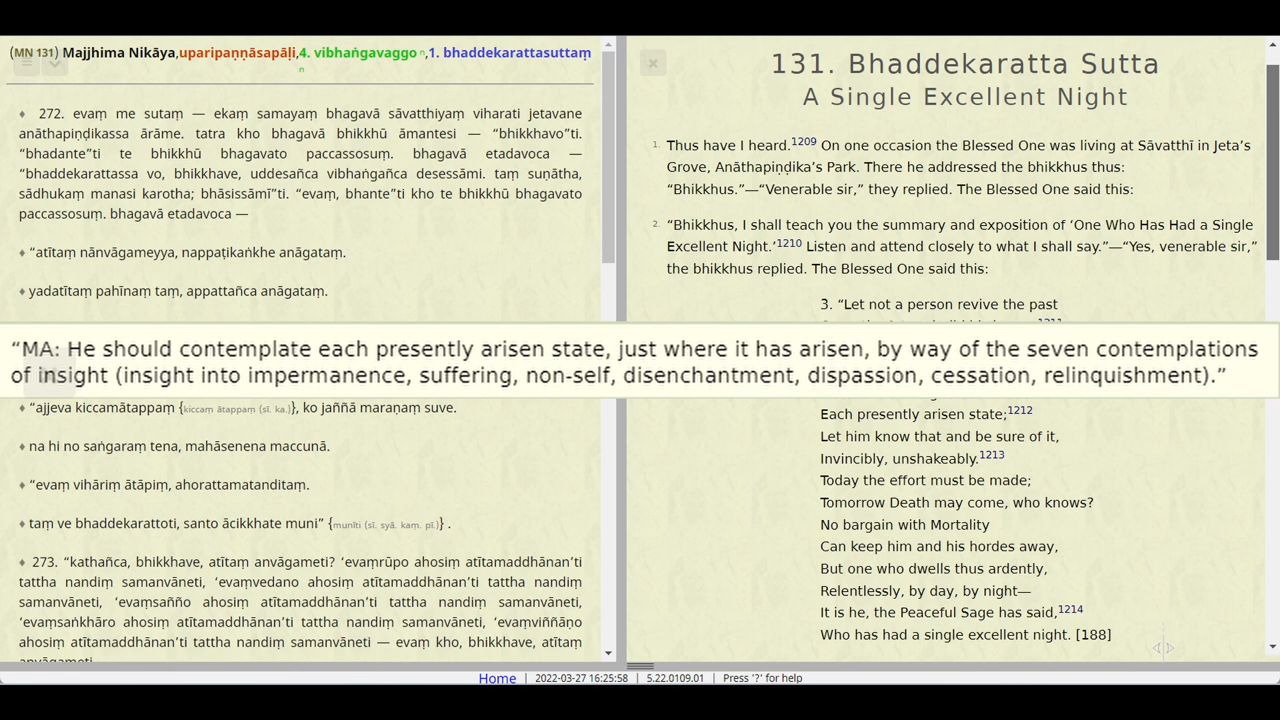 (MN 131) Majjhima Nikāya,uparipaṇṇāsapāḷi,4. vibhaṅgavaggo n,1. bhaddekarattasuttaṃ
n
♦ 272. evaṃ me sutaṃ — ekaṃ samayaṃ bhagavā sāvatthiyaṃ viharati jetavane
anāthapiṇḍikassa ārāme. tatra kho bhagavā bhikkhū āmantesi — “bhikkhavo”ti.
“bhadante”ti te bhikkhū bhagavato paccassosuṃ. bhagavā etadavoca —
“bhaddekarattassa vo, bhikkhave, uddesañca vibhaṅgañca desessāmi. taṃ suṇātha,
sādhukaṃ manasi karotha; bhāsissāmī”ti. “evaṃ, bhante”ti kho te bhikkhū bhagavato
paccassosuṃ. bhagavā etadavoca —
♦ “atītaṃ nānvāgameyya, nappaṭikaṅkhe anāgataṃ.
♦ yadatītaṃ pahīnaṃ taṃ, appattañca anāgataṃ.
“MA: He should contemplate each presently arisen state, just where it has arisen, by way of the seven contemplations
of insight (insight into impermanence, suffering, non-self, disenchantment, dispassion, cessation, relinquishment).”
♦ “ajjeva kiccamātappaṃ {kiccaṃ ātappaṃ (sī. ka.)}, ko jaññā maraṇaṃ suve.
♦ na hi no saṅgaraṃ tena, mahāsenena maccunā.
♦ “evaṃ vihāriṃ ātāpiṃ, ahorattamatanditaṃ.
♦ taṃ ve bhaddekarattoti, santo ācikkhate muni” {munīti (sī. syā. kaṃ. pī.)} .
♦ 273. “kathañca, bhikkhave, atītaṃ anvāgameti? ‘evaṃrūpo ahosiṃ atītamaddhānan’ti
tattha nandiṃ samanvāneti, ‘evaṃvedano ahosiṃ atītamaddhānan’ti tattha nandiṃ
samanvāneti, ‘evaṃsañño ahosiṃ atītamaddhānan’ti tattha nandiṃ samanvāneti,
‘evaṃsaṅkhāro ahosiṃ atītamaddhānan’ti tattha nandiṃ samanvāneti, ‘evaṃviññāṇo
ahosiṃ atītamaddhānan’ti tattha nandiṃ samanvāneti — evaṃ kho, bhikkhave, atītaṃ
anvāgameti.
131. Bhaddekaratta Sutta
A Single Excellent Night
1. Thus have I heard.1209 On one occasion the Blessed One was living at Sāvatthī in Jeta’s
Grove, Anāthapiṇḍika’s Park. There he addressed the bhikkhus thus:
“Bhikkhus.”—“Venerable sir,” they replied. The Blessed One said this:
2. “Bhikkhus, I shall teach you the summary and exposition of ‘One Who Has Had a Single
Excellent Night.’1210 Listen and attend closely to what I shall say.”—“Yes, venerable sir,”
the bhikkhus replied. The Blessed One said this:
3. “Let not a person revive the past
Each presently arisen state;1212
Let him know that and be sure of it,
Invincibly, unshakeably.1213
Today the effort must be made;
Tomorrow Death may come, who knows?
No bargain with Mortality
Can keep him and his hordes away,
But one who dwells thus ardently,
Relentlessly, by day, by night—
It is he, the Peaceful Sage has said,1214
Who has had a single excellent night. [188]
Home | 2022-03-27 16:25:58 | 5.22.0109.01 | Press '?' for help